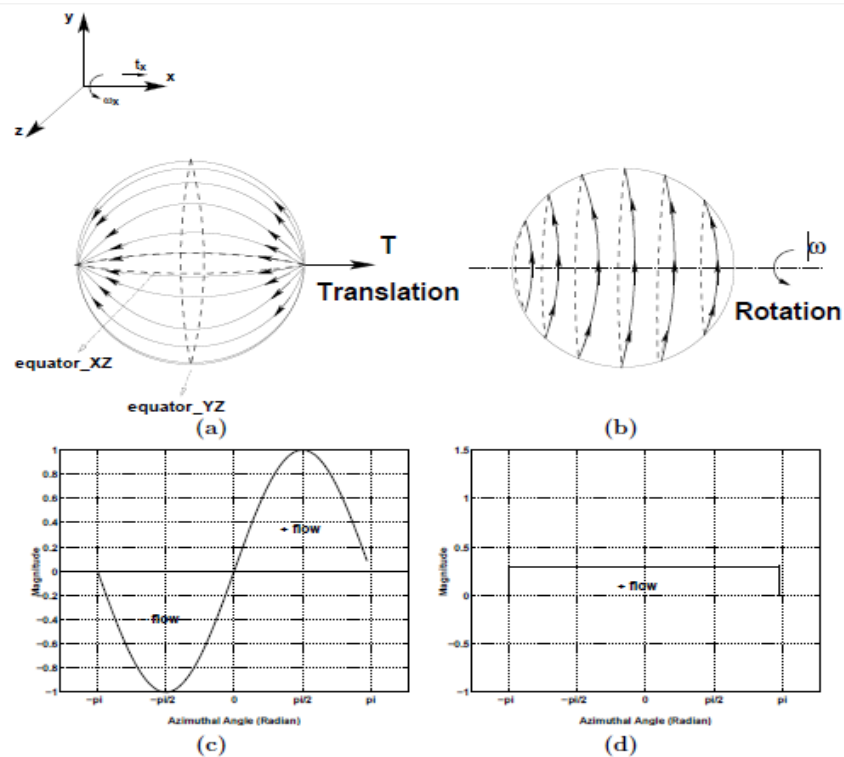 y
tx
x
ωx
z
T
Translation
equator_XZ
equator_YZ
(a)
ω
Rotation
(b)
1
0.8
0.6
0.4
0.2
0
−0.2
−0.4
−0.6
−0.8
−1
Magnitude
flow
flow
−pi
−pi/2
0
pi/2
pi
Azimuthal Angle (Radian)
(c)
1.5
1
0.5
0
−0.5
−1
Magnitude
flow
−pi
−pi/2
0
pi/2
pi
Azimuthal Angle (Radian)
(d)